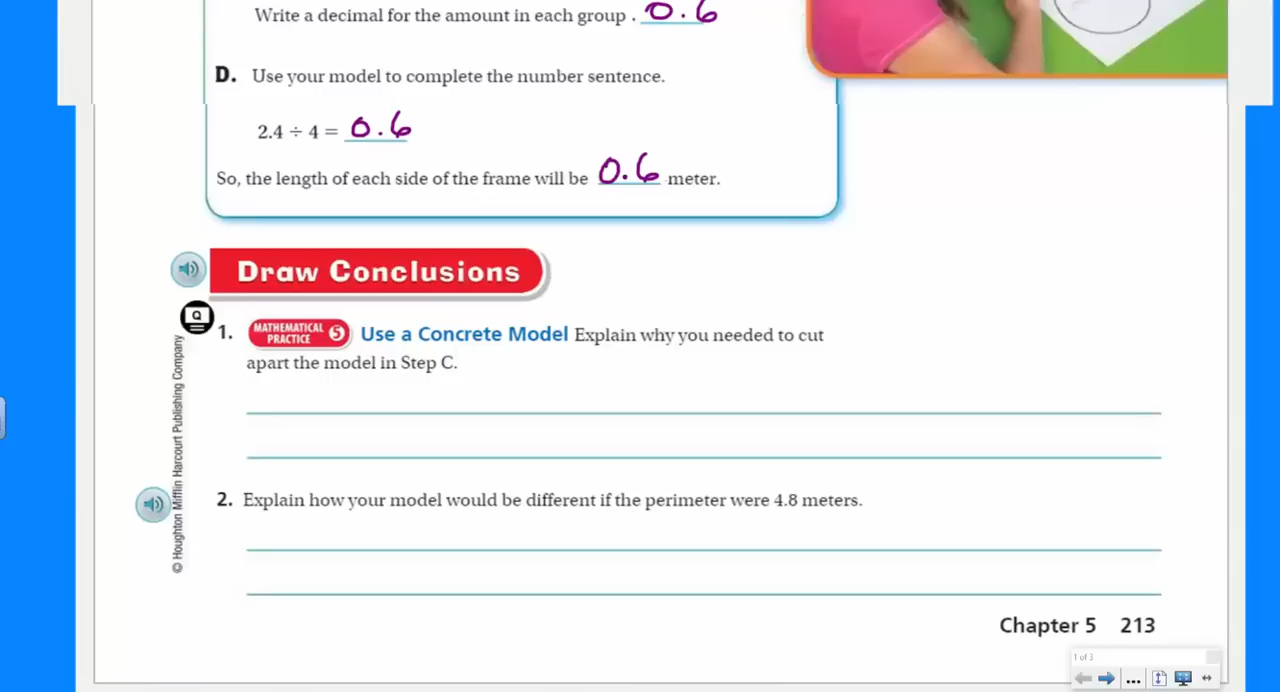 Write a decimal for the amount in each group . 0.6
D. Use your model to complete the number sentence.
2.4 ÷ 4 = 0.6
So, the length of each side of the frame will be 0.6 meter.
Draw Conclusions
Q
1. MATHEMATICAL PRACTICE 5 Use a Concrete Model Explain why you needed to cut
apart the model in Step C.
© Houghton Mifflin Harcourt Publishing Company
2. Explain how your model would be different if the perimeter were 4.8 meters.
Chapter 5 213
1 of 3
...